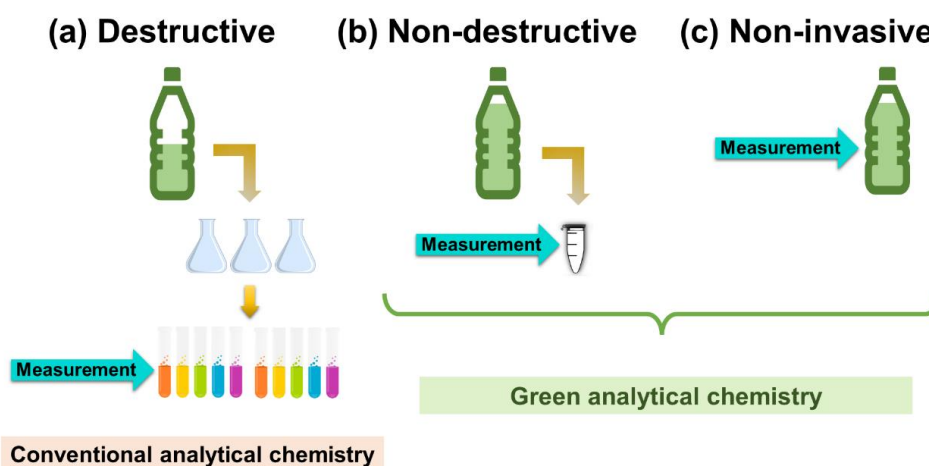 (a) Destructive
(b) Non-destructive
(c) Non-invasive
Measurement
Measurement
Measurement
Green analytical chemistry
Conventional analytical chemistry